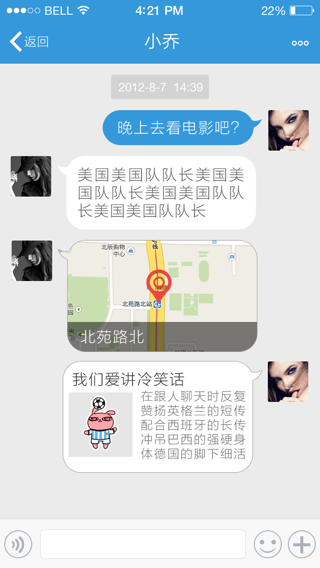 BELL 4:21 PM 22%
返回 小乔
2012-8-7 14:39
晚上去看电影吧?
美国美国队队长美国美
国队队长美国美国队队
长美国美国队队长
北辰购物
中心
北苑路北站
北苑路北
我们爱讲冷笑话
在跟人聊天时反复
赞扬英格兰的短传
配合西班牙的长传
冲吊巴西的强硬身
体德国的脚下细活